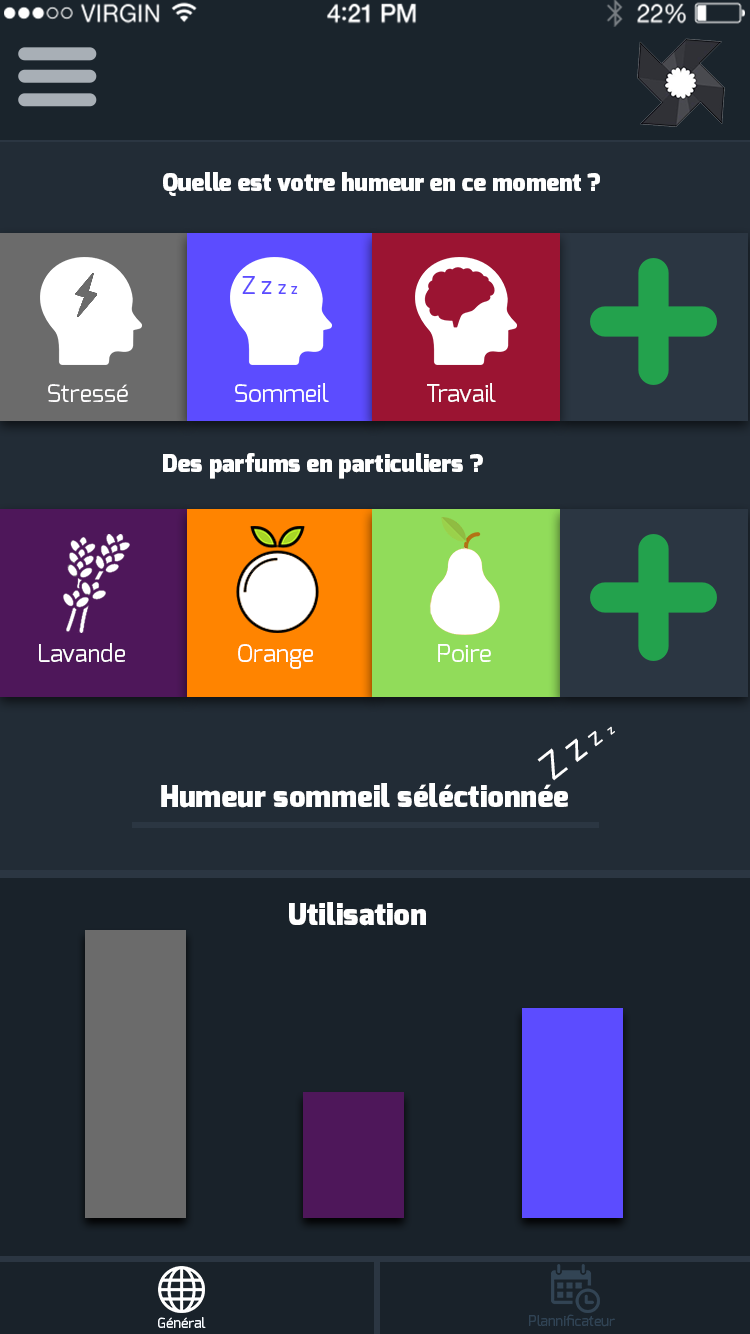 VIRGIN 4:21 PM 22%
Quelle est votre humeur en ce moment ?
Z z z z
Stressé Sommeil Travail
Des parfums en particuliers ?
Lavande Orange Poire
Z z z z
Humeur sommeil séléctionnée
Utilisation
Général Plannificateur